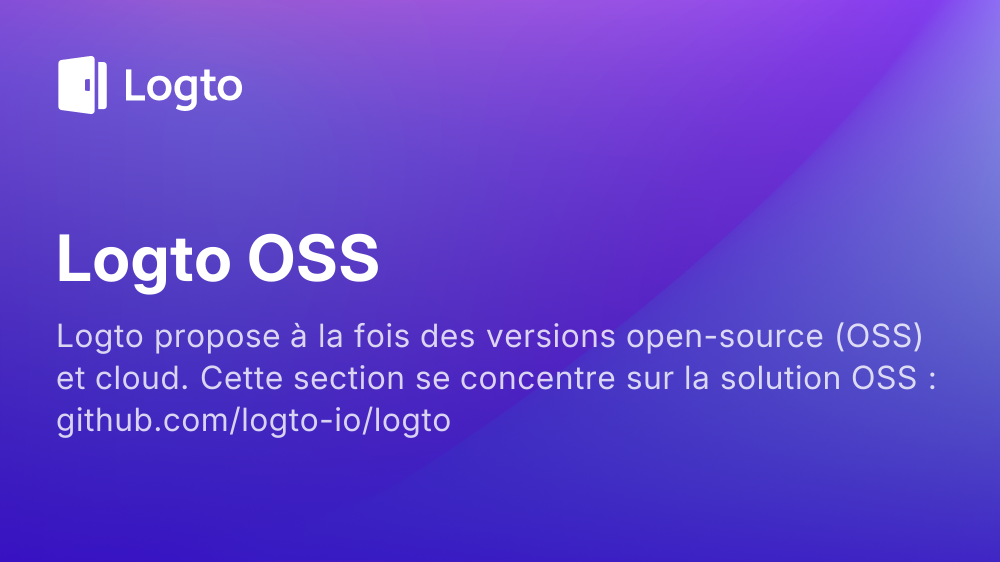 Logto
Logto OSS
Logto propose à la fois des versions open-source (OSS)
et cloud. Cette section se concentre sur la solution OSS :
github.com/logto-io/logto